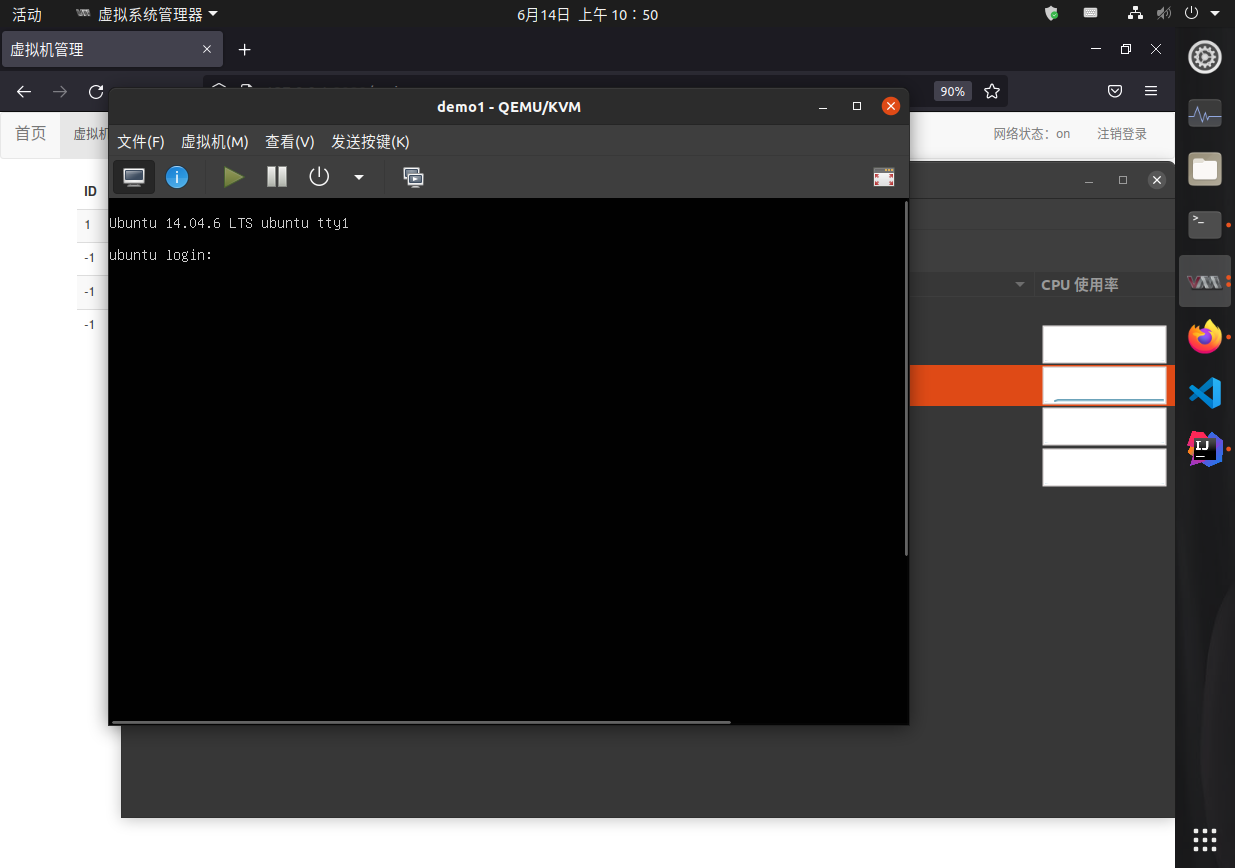 活动 虚拟系统管理器 6月14日 上午 10：50
虚拟机管理
90%
demo1 - QEMU/KVM
首页 虚拟机 网络状态：on 注销登录
文件(F) 虚拟机(M) 查看(V) 发送按键(K)
ID
1
-1
-1
-1
Ubuntu 14.04.6 LTS ubuntu tty1
ubuntu login:
CPU 使用率